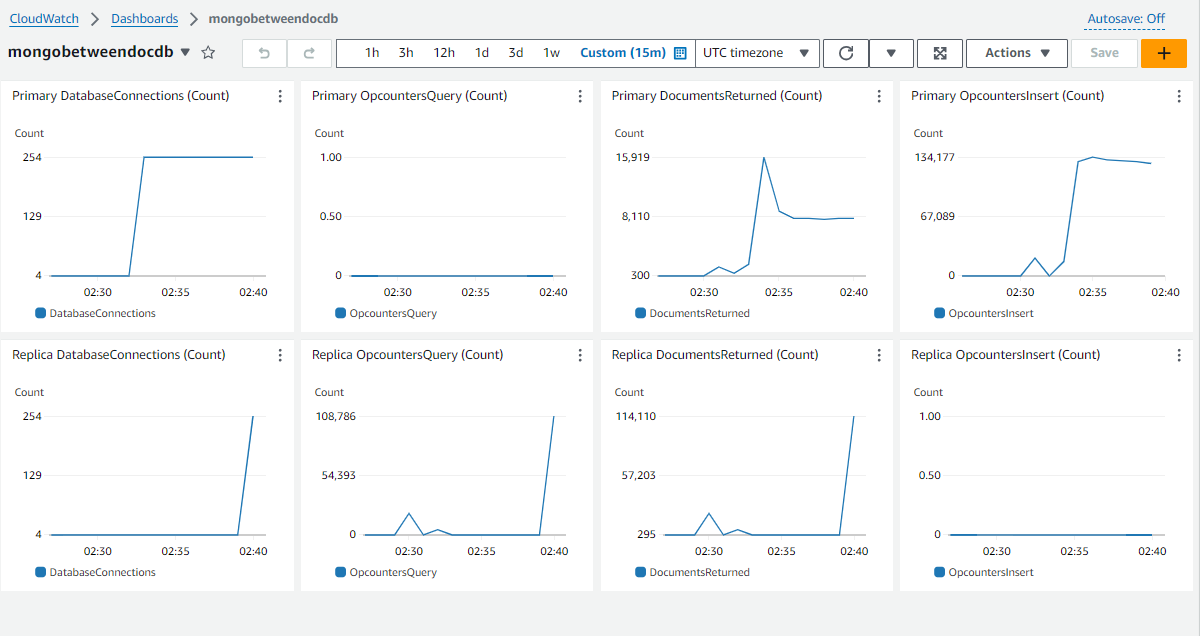 CloudWatch > Dashboards > mongobetweendocdb Autosave: Off
mongobetweendocdb 1h 3h 12h 1d 3d 1w Custom (15m) UTC timezone Actions Save +
Primary DatabaseConnections (Count)
Count
254
129
4
02:30 02:35 02:40
DatabaseConnections
Primary OpcountersQuery (Count)
Count
1.00
0.50
0
02:30 02:35 02:40
OpcountersQuery
Primary DocumentsReturned (Count)
Count
15,919
8,110
300
02:30 02:35 02:40
DocumentsReturned
Primary OpcountersInsert (Count)
Count
134,177
67,089
0
02:30 02:35 02:40
OpcountersInsert
Replica DatabaseConnections (Count)
Count
254
129
4
02:30 02:35 02:40
DatabaseConnections
Replica OpcountersQuery (Count)
Count
108,786
54,393
0
02:30 02:35 02:40
OpcountersQuery
Replica DocumentsReturned (Count)
Count
114,110
57,203
295
02:30 02:35 02:40
DocumentsReturned
Replica OpcountersInsert (Count)
Count
1.00
0.50
0
02:30 02:35 02:40
OpcountersInsert